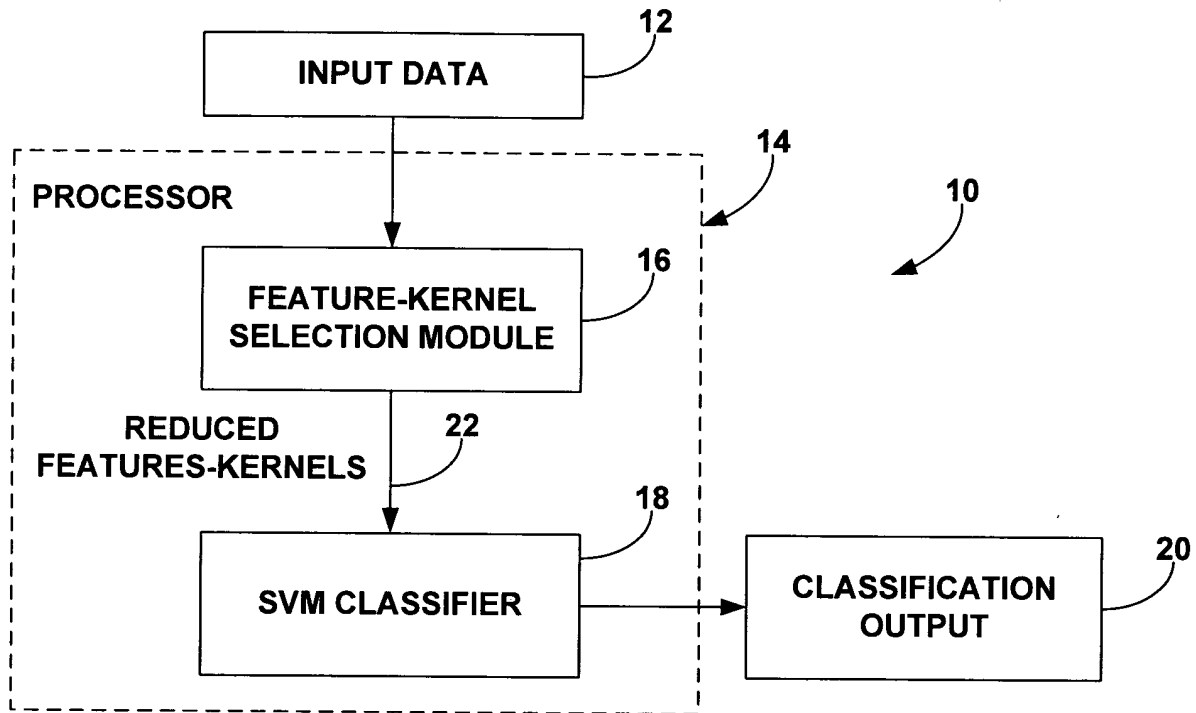 12
INPUT DATA
14
PROCESSOR
10
16
FEATURE-KERNEL
SELECTION MODULE
REDUCED
FEATURES-KERNELS
22
18
SVM CLASSIFIER
20
CLASSIFICATION
OUTPUT